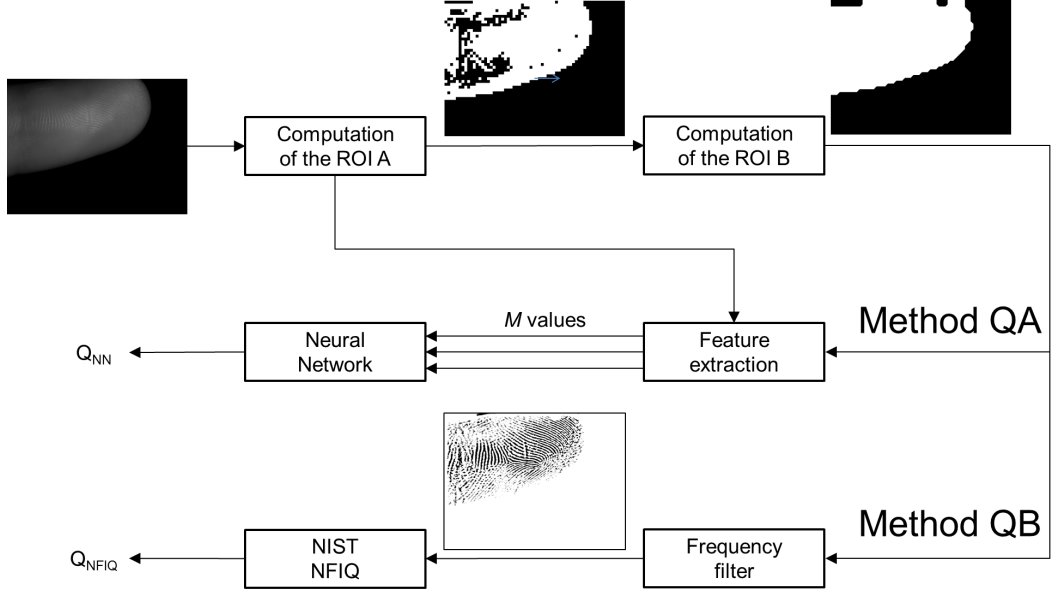 Computation
of the ROI A
Computation
of the ROI B
Method QA
M values
Neural
Network
Feature
extraction
Q_NN
Method QB
NIST
NFIQ
Frequency
filter
Q_NFIQ